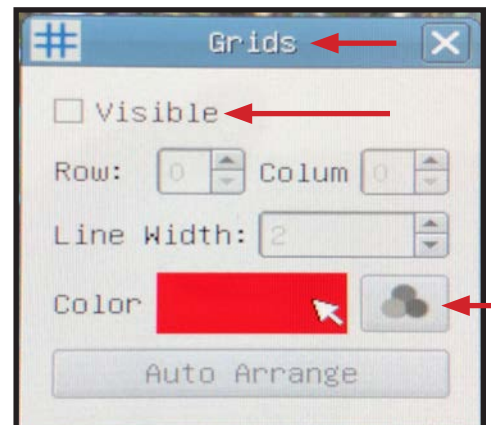 Grids
Visible
Row: 0 Colum 0
Line Width: 2
Color
Auto Arrange